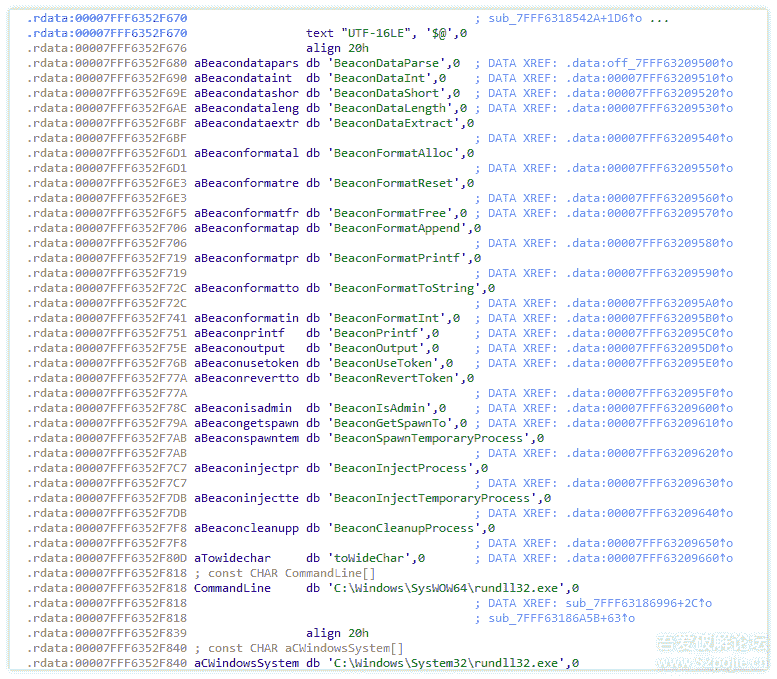 .rdata:00007FFF6352F670 ; sub_7FFF6318542A+1D6↑o ...
.rdata:00007FFF6352F670 text "UTF-16LE", '$@',0
.rdata:00007FFF6352F676 align 20h
.rdata:00007FFF6352F680 aBeacondatapars db 'BeaconDataParse',0 ; DATA XREF: .data:off_7FFF63209500↑o
.rdata:00007FFF6352F690 aBeacondataint db 'BeaconDataInt',0 ; DATA XREF: .data:00007FFF63209510↑o
.rdata:00007FFF6352F69E aBeacondatashor db 'BeaconDataShort',0 ; DATA XREF: .data:00007FFF63209520↑o
.rdata:00007FFF6352F6AE aBeacondataleng db 'BeaconDataLength',0 ; DATA XREF: .data:00007FFF63209530↑o
.rdata:00007FFF6352F6BF aBeacondataextr db 'BeaconDataExtract',0
.rdata:00007FFF6352F6BF ; DATA XREF: .data:00007FFF63209540↑o
.rdata:00007FFF6352F6D1 aBeaconformatal db 'BeaconFormatAlloc',0
.rdata:00007FFF6352F6D1 ; DATA XREF: .data:00007FFF63209550↑o
.rdata:00007FFF6352F6E3 aBeaconformatre db 'BeaconFormatReset',0
.rdata:00007FFF6352F6E3 ; DATA XREF: .data:00007FFF63209560↑o
.rdata:00007FFF6352F6F5 aBeaconformatfr db 'BeaconFormatFree',0 ; DATA XREF: .data:00007FFF63209570↑o
.rdata:00007FFF6352F706 aBeaconformatap db 'BeaconFormatAppend',0
.rdata:00007FFF6352F706 ; DATA XREF: .data:00007FFF63209580↑o
.rdata:00007FFF6352F719 aBeaconformatpr db 'BeaconFormatPrintf',0
.rdata:00007FFF6352F719 ; DATA XREF: .data:00007FFF63209590↑o
.rdata:00007FFF6352F72C aBeaconformatto db 'BeaconFormatToString',0
.rdata:00007FFF6352F72C ; DATA XREF: .data:00007FFF632095A0↑o
.rdata:00007FFF6352F741 aBeaconformatin db 'BeaconFormatInt',0 ; DATA XREF: .data:00007FFF632095B0↑o
.rdata:00007FFF6352F751 aBeaconprintf db 'BeaconPrintf',0 ; DATA XREF: .data:00007FFF632095C0↑o
.rdata:00007FFF6352F75E aBeaconoutput db 'BeaconOutput',0 ; DATA XREF: .data:00007FFF632095D0↑o
.rdata:00007FFF6352F76B aBeaconusetoken db 'BeaconUseToken',0 ; DATA XREF: .data:00007FFF632095E0↑o
.rdata:00007FFF6352F77A aBeaconrevertto db 'BeaconRevertToken',0
.rdata:00007FFF6352F77A ; DATA XREF: .data:00007FFF632095F0↑o
.rdata:00007FFF6352F78C aBeaconisadmin db 'BeaconIsAdmin',0 ; DATA XREF: .data:00007FFF63209600↑o
.rdata:00007FFF6352F79A aBeacongetspawn db 'BeaconGetSpawnTo',0 ; DATA XREF: .data:00007FFF63209610↑o
.rdata:00007FFF6352F7AB aBeaconspawntem db 'BeaconSpawnTemporaryProcess',0
.rdata:00007FFF6352F7AB ; DATA XREF: .data:00007FFF63209620↑o
.rdata:00007FFF6352F7C7 aBeaconinjectpr db 'BeaconInjectProcess',0
.rdata:00007FFF6352F7C7 ; DATA XREF: .data:00007FFF63209630↑o
.rdata:00007FFF6352F7DB aBeaconinjectte db 'BeaconInjectTemporaryProcess',0
.rdata:00007FFF6352F7DB ; DATA XREF: .data:00007FFF63209640↑o
.rdata:00007FFF6352F7F8 aBeaconcleanupp db 'BeaconCleanupProcess',0
.rdata:00007FFF6352F7F8 ; DATA XREF: .data:00007FFF63209650↑o
.rdata:00007FFF6352F80D aTowidechar db 'toWideChar',0 ; DATA XREF: .data:00007FFF63209660↑o
.rdata:00007FFF6352F818 ; const CHAR CommandLine[]
.rdata:00007FFF6352F818 CommandLine db 'C:\Windows\SysWOW64\rundll32.exe',0
.rdata:00007FFF6352F818 ; DATA XREF: sub_7FFF63186996+2C↑o
.rdata:00007FFF6352F818 ; sub_7FFF63186A5B+63↑o
.rdata:00007FFF6352F839 align 20h
.rdata:00007FFF6352F840 ; const CHAR aCWindowsSystem[]
.rdata:00007FFF6352F840 aCWindowsSystem db 'C:\Windows\System32\rundll32.exe',0
吾爱破解论坛
www.52pojie.cn